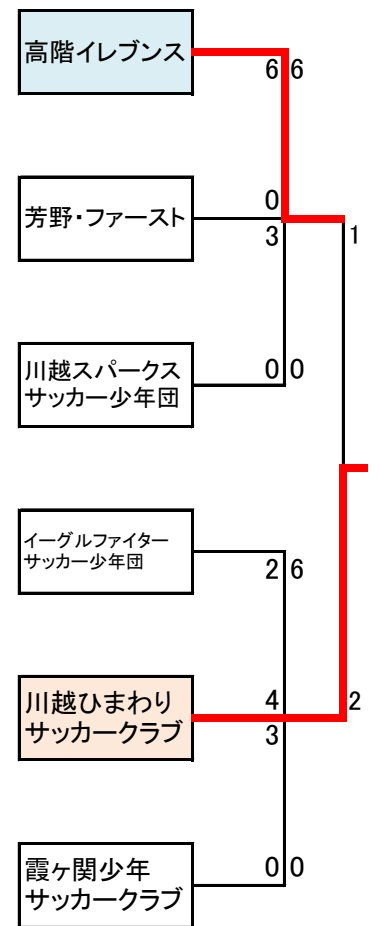 高階イレブンス
6 6
芳野・ファースト
0
3
1
川越スパークス
サッカー少年団
0 0
イーグルファイター
サッカー少年団
2 6
川越ひまわり
サッカークラブ
4
3
2
霞ヶ関少年
サッカークラブ
0 0